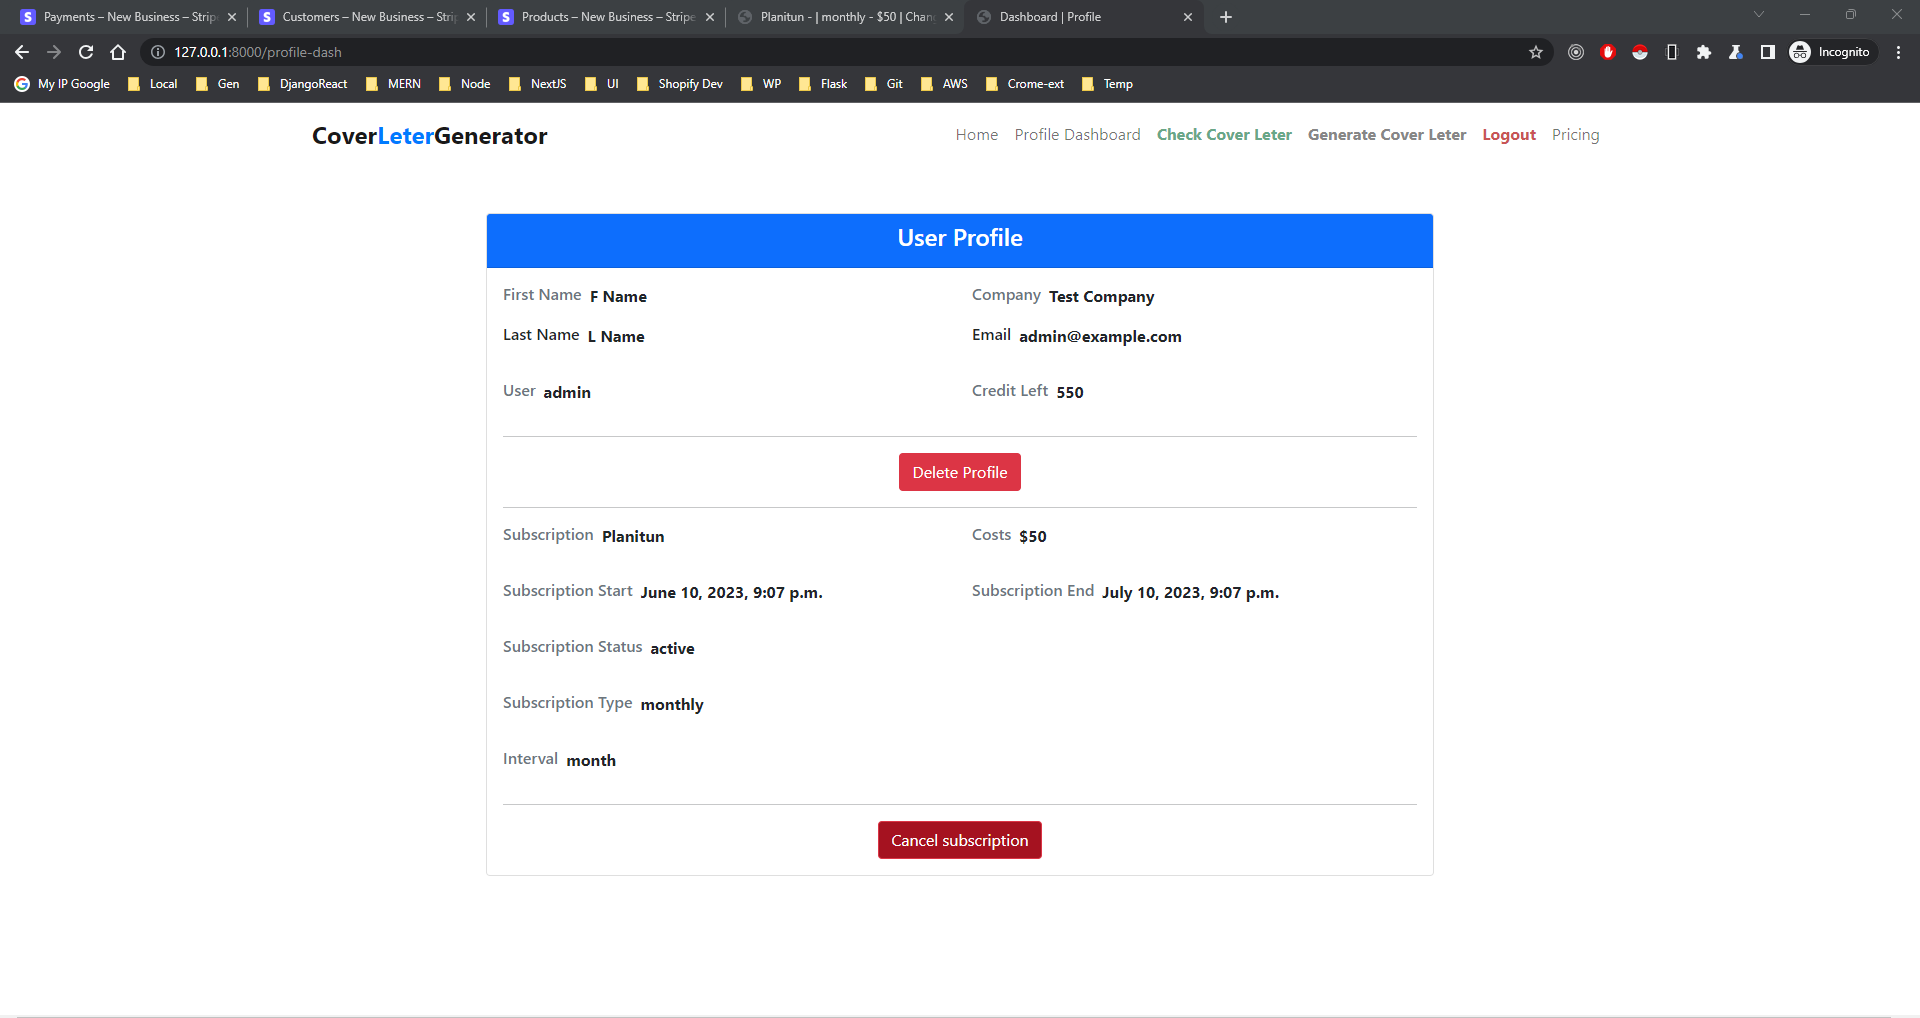 Payments – New Business – Strip
Customers – New Business – Strip
Products – New Business – Stripe
Planitun - | monthly - $50 | Chan
Dashboard | Profile
127.0.0.1:8000/profile-dash
Incognito
My IP Google
Local
Gen
DjangoReact
MERN
Node
NextJS
UI
Shopify Dev
WP
Flask
Git
AWS
Crome-ext
Temp
CoverLeterGenerator
Home
Profile Dashboard
Check Cover Leter
Generate Cover Leter
Logout
Pricing
User Profile
First Name F Name
Company Test Company
Last Name L Name
Email admin@example.com
User admin
Credit Left 550
Delete Profile
Subscription Planitun
Costs $50
Subscription Start June 10, 2023, 9:07 p.m.
Subscription End July 10, 2023, 9:07 p.m.
Subscription Status active
Subscription Type monthly
Interval month
Cancel subscription